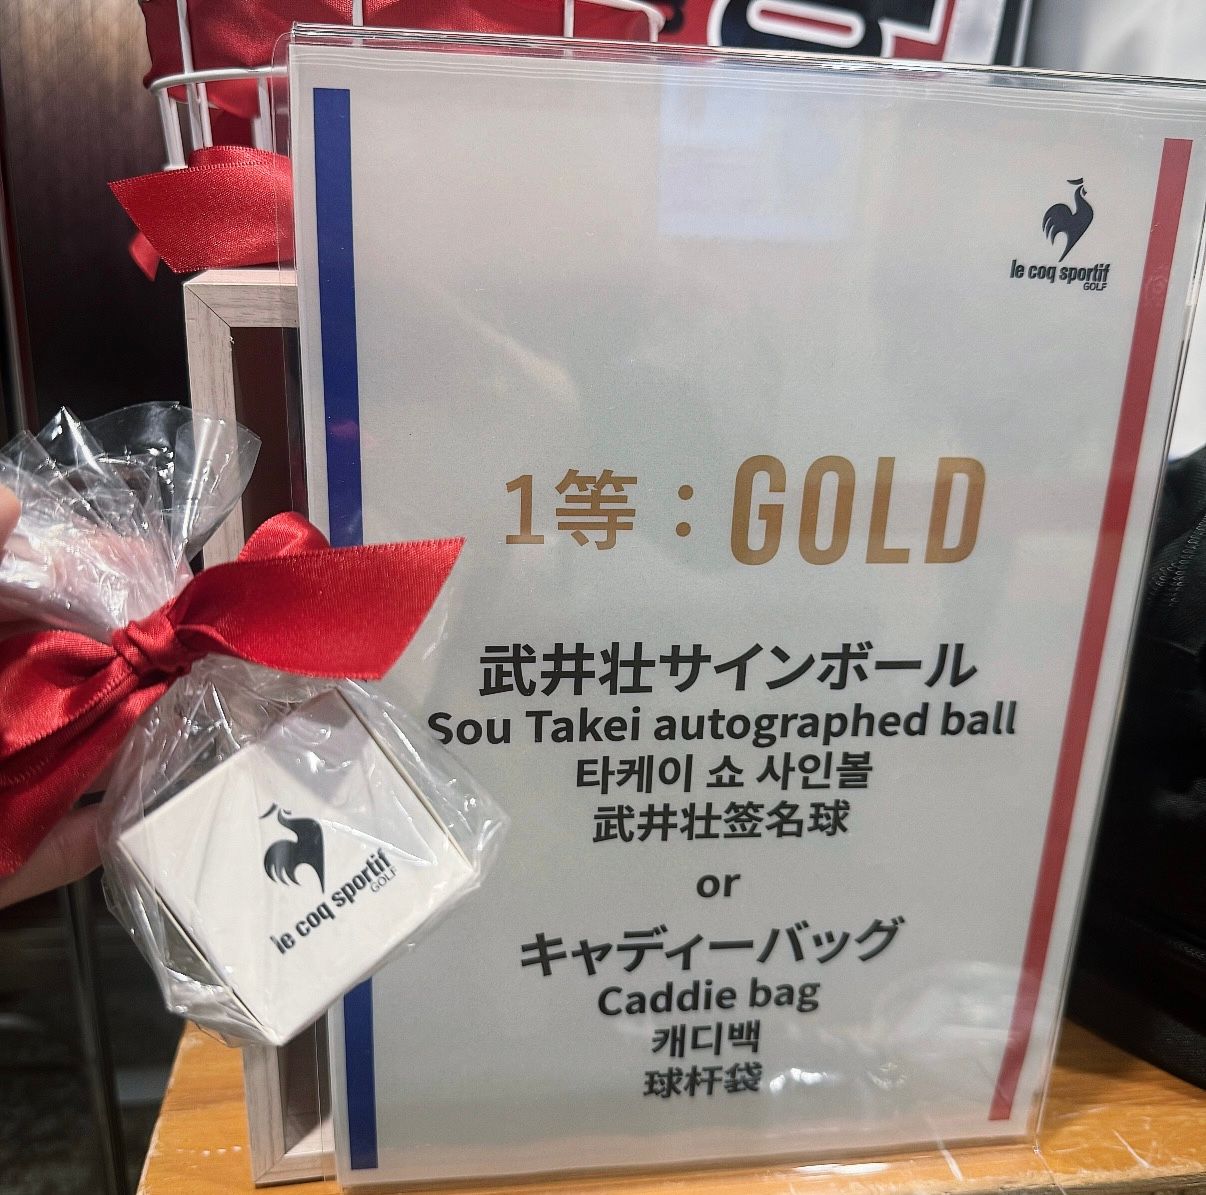 le coq sportif
GOLF
1等：GOLD
武井壮サインボール
Sou Takei autographed ball
타케이 쇼 사인볼
武井壮签名球
or
キャディーバッグ
Caddie bag
캐디백
球杆袋
le coq sportif
GOLF